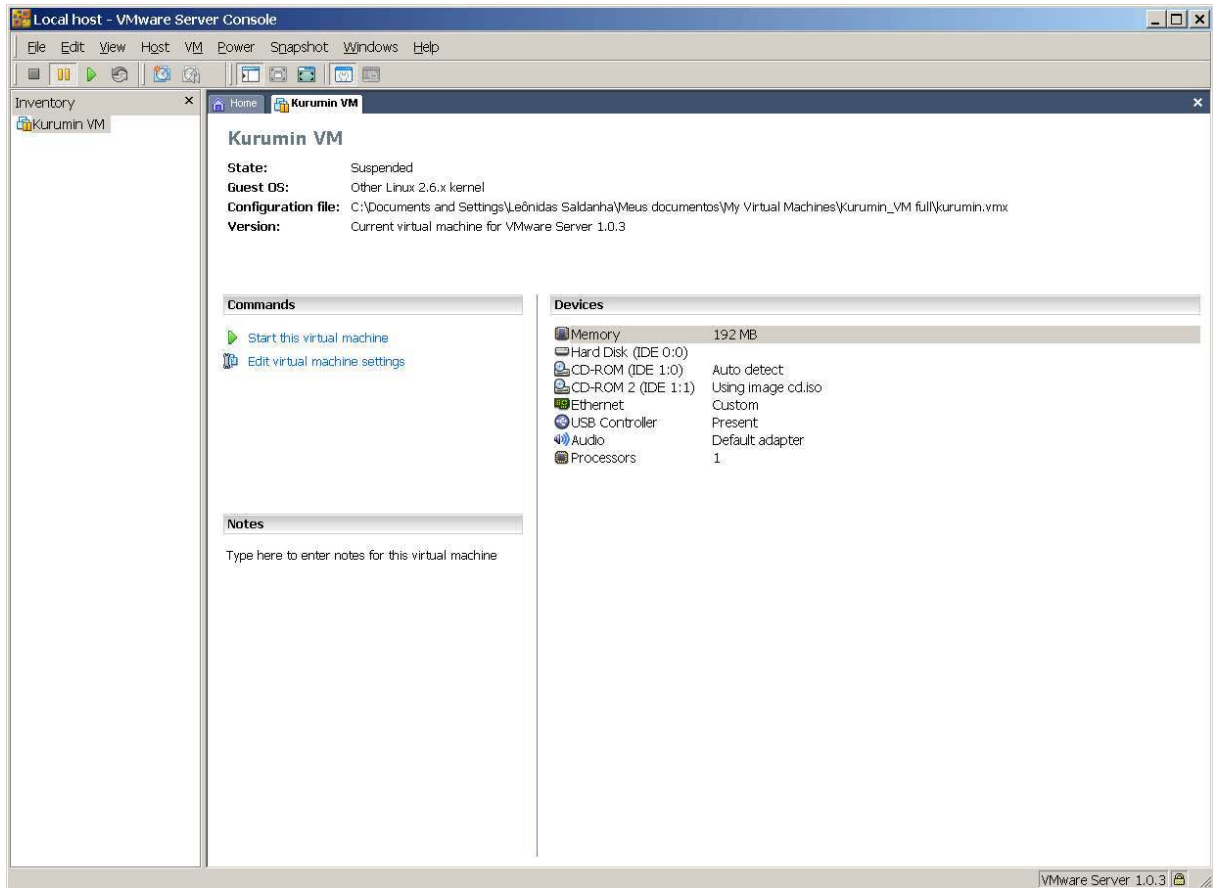 Local host - VMware Server Console
File Edit View Host VM Power Snapshot Windows Help
Inventory
Kurumin VM
Home Kurumin VM
Kurumin VM
State: Suspended
Guest OS: Other Linux 2.6.x kernel
Configuration file: C:\Documents and Settings\Leônidas Saldanha\Meus documentos\My Virtual Machines\Kurumin_VM full\kurumin.vmx
Version: Current virtual machine for VMware Server 1.0.3
Commands
Start this virtual machine
Edit virtual machine settings
Notes
Type here to enter notes for this virtual machine
Devices
Memory 192 MB
Hard Disk (IDE 0:0)
CD-ROM (IDE 1:0) Auto detect
CD-ROM 2 (IDE 1:1) Using image cd.iso
Ethernet Custom
USB Controller Present
Audio Default adapter
Processors 1
VMware Server 1.0.3